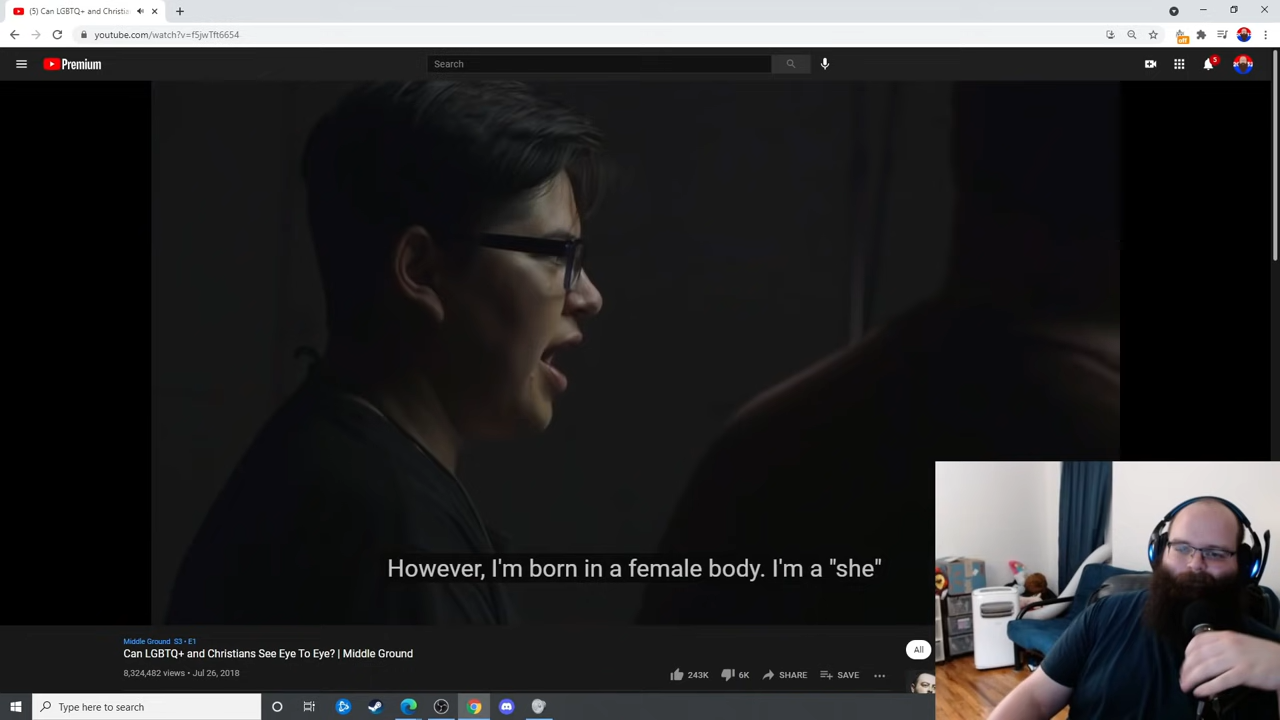 (5) Can LGBTQ+ and Christia
youtube.com/watch?v=f5jwTft6654
off
Premium
Search
5
However, I'm born in a female body. I'm a "she"
Middle Ground S3 • E1
Can LGBTQ+ and Christians See Eye To Eye? | Middle Ground
8,324,482 views • Jul 26, 2018
243K
6K
SHARE
SAVE
All
Type here to search